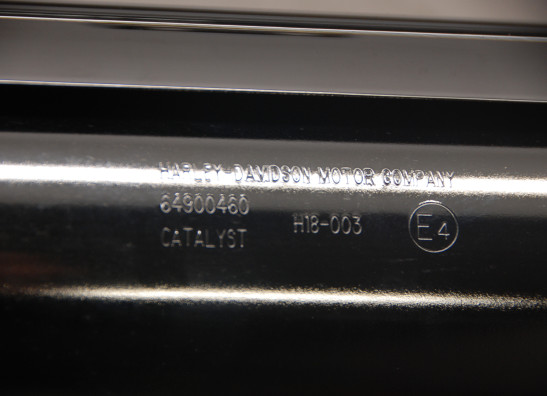 HARLEY-DAVIDSON MOTOR COMPANY
64900460
H18-003
E4
CATALYST